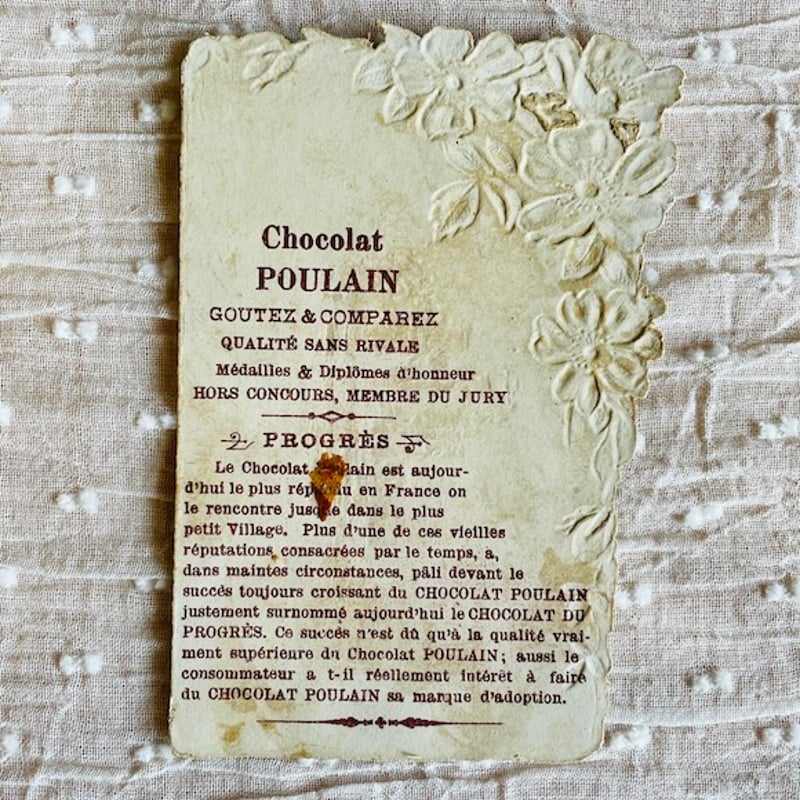 Chocolat
POULAIN
GOUTEZ & COMPAREZ
QUALITÉ SANS RIVALE
Médailles & Diplômes d'honneur
HORS CONCOURS, MEMBRE DU JURY
PROGRÈS
Le Chocolat Poulain est aujour-
d'hui le plus répandu en France on
le rencontre jusque dans le plus
petit Village. Plus d'une de ces vieilles
réputations consacrées par le temps, a,
dans maintes circonstances, pâli devant le
succès toujours croissant du CHOCOLAT POULAIN
justement surnommé aujourd'hui le CHOCOLAT DU
PROGRÈS. Ce succés n'est dû qu'à la qualité vrai-
ment supérieure du Chocolat POULAIN; aussi le
consommateur a t-il réellement intérêt à faire
du CHOCOLAT POULAIN sa marque d'adoption.